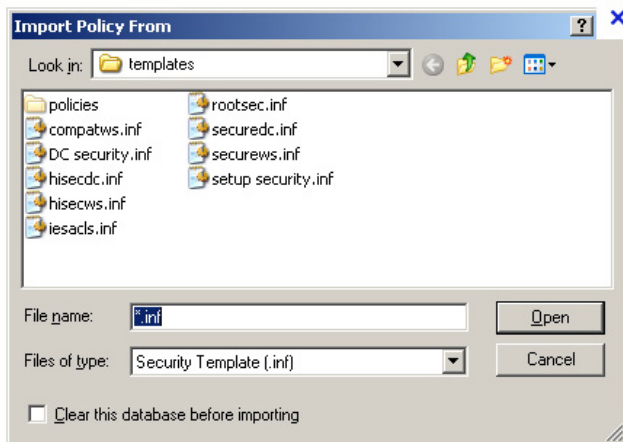 Import Policy From
?
Look in: templates
policies
compatws.inf
DC security.inf
hisecdc.inf
hisecws.inf
iesacls.inf
rootsec.inf
securedc.inf
securews.inf
setup security.inf
File name: *.inf
Open
Files of type: Security Template (.inf)
Cancel
Clear this database before importing